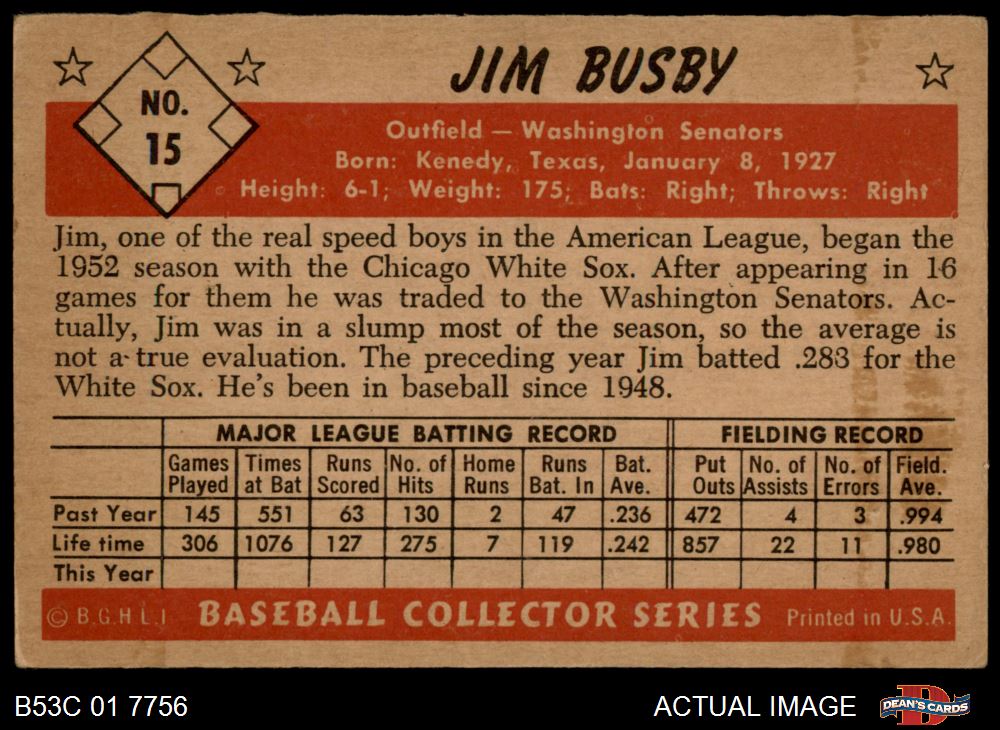 NO.
15
JIM BUSBY
Outfield — Washington Senators
Born: Kenedy, Texas, January 8, 1927
Height: 6-1; Weight: 175; Bats: Right; Throws: Right
Jim, one of the real speed boys in the American League, began the
1952 season with the Chicago White Sox. After appearing in 16
games for them he was traded to the Washington Senators. Ac-
tually, Jim was in a slump most of the season, so the average is
not a true evaluation. The preceding year Jim batted .283 for the
White Sox. He's been in baseball since 1948.
MAJOR LEAGUE BATTING RECORD FIELDING RECORD
Games Times Runs No. of Home Runs Bat. Put No. of No. of Field.
Played at Bat Scored Hits Runs Bat. In Ave. Outs Assists Errors Ave.
Past Year 145 551 63 130 2 47 .236 472 4 3 .994
Life time 306 1076 127 275 7 119 .242 857 22 11 .980
This Year
© B.G.H.L.I BASEBALL COLLECTOR SERIES Printed in U.S.A.
B53C 01 7756 ACTUAL IMAGE DEAN'S CARDS